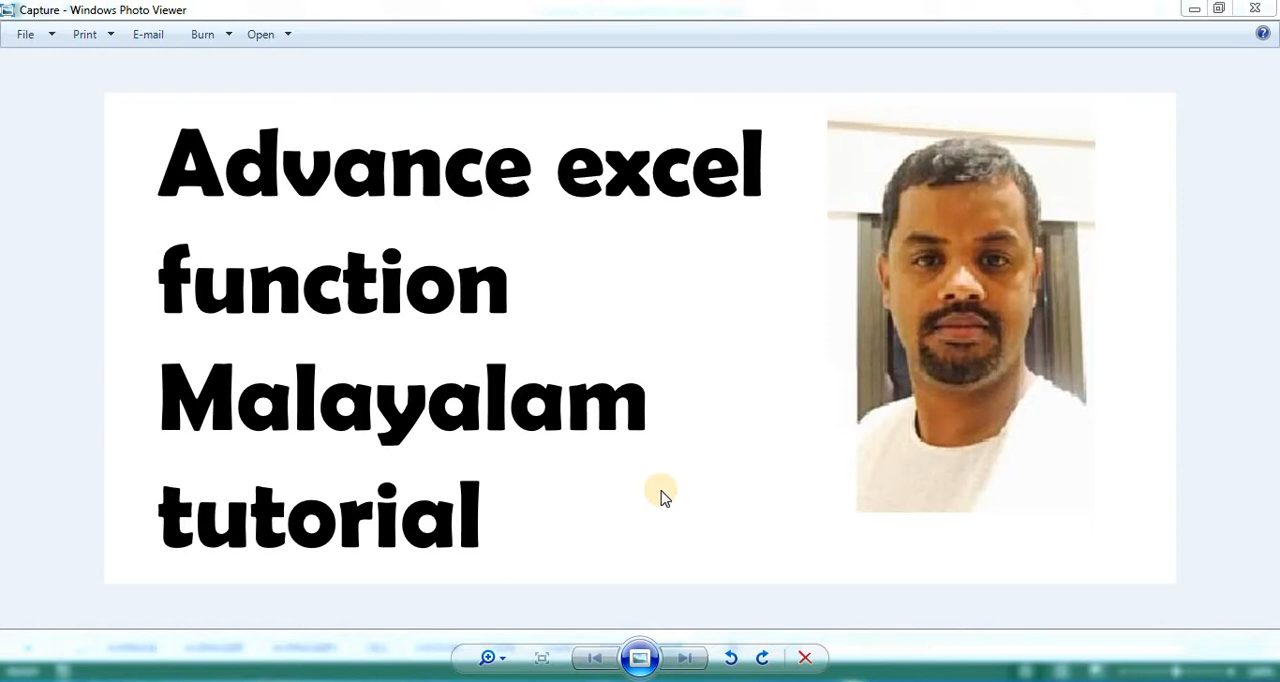 Capture - Windows Photo Viewer
File Print E-mail Burn Open
Advance excel
function
Malayalam
tutorial